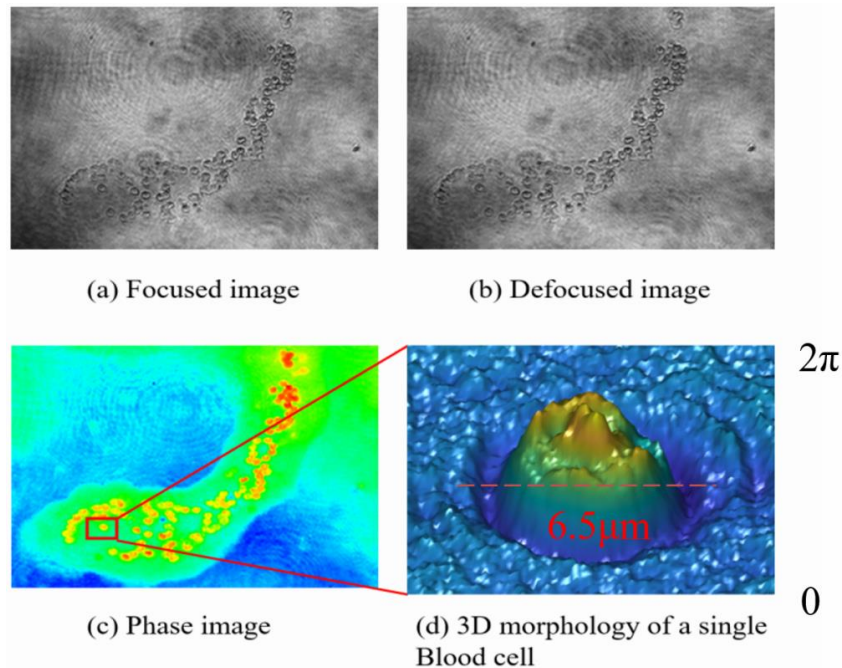 (a) Focused image
(b) Defocused image
2π
6.5μm
0
(c) Phase image
(d) 3D morphology of a single
Blood cell